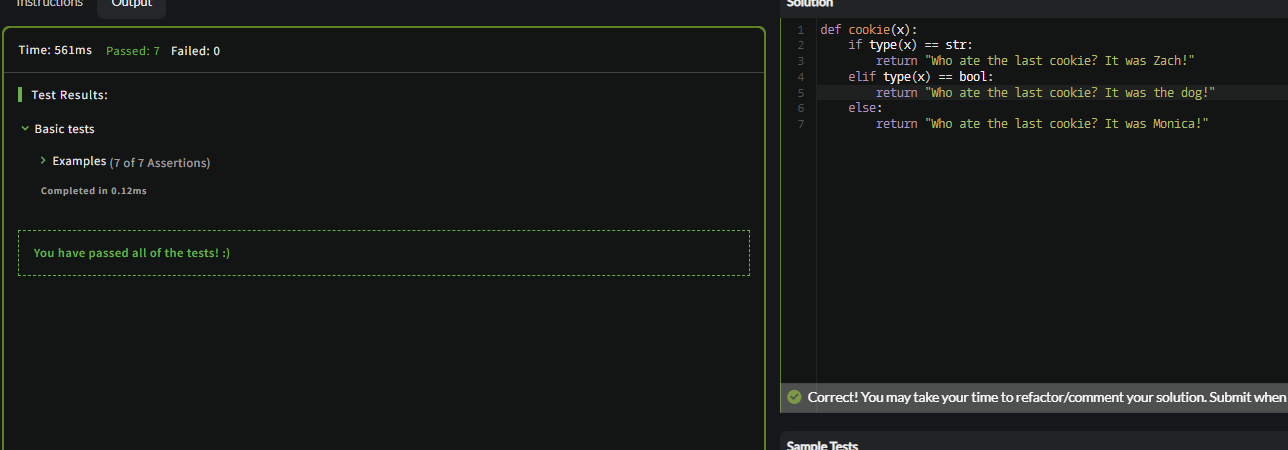 Instructions
Output
Time: 561ms Passed: 7 Failed: 0
Test Results:
Basic tests
Examples (7 of 7 Assertions)
Completed in 0.12ms
You have passed all of the tests! :)
Solution
1 def cookie(x):
2     if type(x) == str:
3         return "Who ate the last cookie? It was Zach!"
4     elif type(x) == bool:
5         return "Who ate the last cookie? It was the dog!"
6     else:
7         return "Who ate the last cookie? It was Monica!"
Correct! You may take your time to refactor/comment your solution. Submit when
Sample Tests